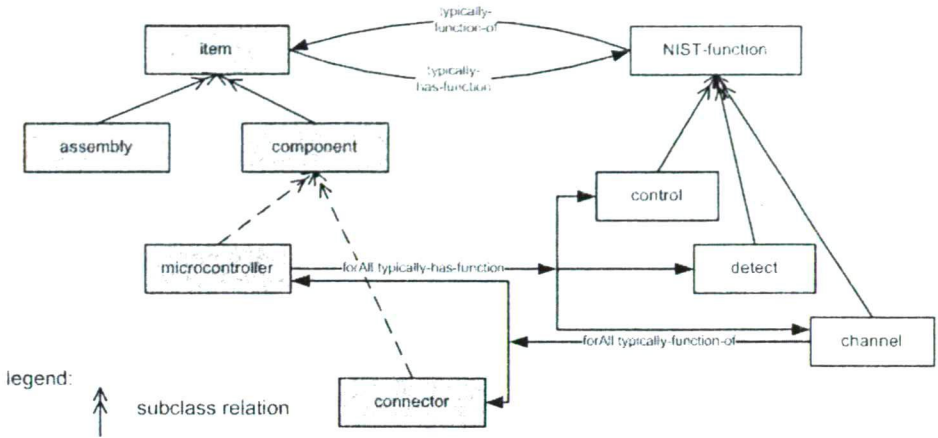 typically-
function-of
item
NIST-function
typically-
has-function
assembly
component
control
microcontroller
forAll typically-has-function
detect
forAll typically-function-of
channel
legend:
connector
subclass relation